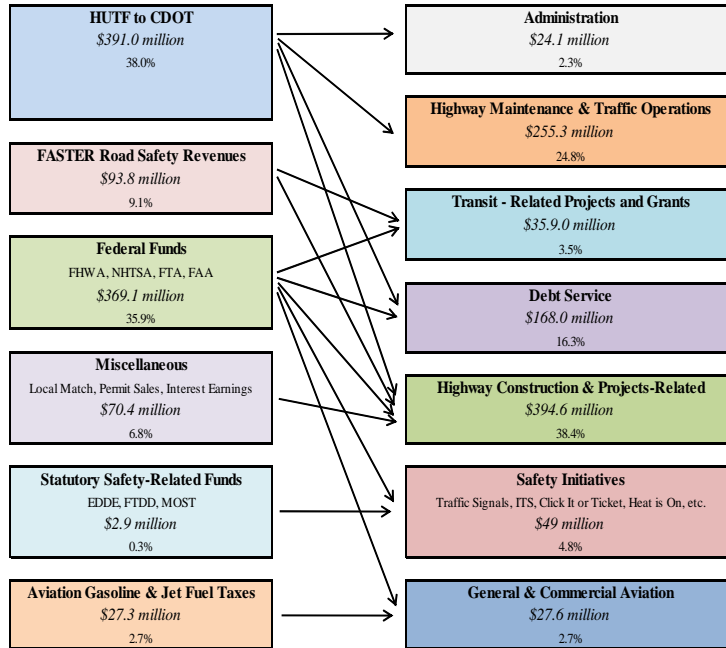 HUTF to CDOT
$391.0 million
38.0%
FASTER Road Safety Revenues
$93.8 million
9.1%
Federal Funds
FHWA, NHTSA, FTA, FAA
$369.1 million
35.9%
Miscellaneous
Local Match, Permit Sales, Interest Earnings
$70.4 million
6.8%
Statutory Safety-Related Funds
EDDE, FTDD, MOST
$2.9 million
0.3%
Aviation Gasoline & Jet Fuel Taxes
$27.3 million
2.7%
Administration
$24.1 million
2.3%
Highway Maintenance & Traffic Operations
$255.3 million
24.8%
Transit - Related Projects and Grants
$35.9.0 million
3.5%
Debt Service
$168.0 million
16.3%
Highway Construction & Projects-Related
$394.6 million
38.4%
Safety Initiatives
Traffic Signals, ITS, Click It or Ticket, Heat is On, etc.
$49 million
4.8%
General & Commercial Aviation
$27.6 million
2.7%